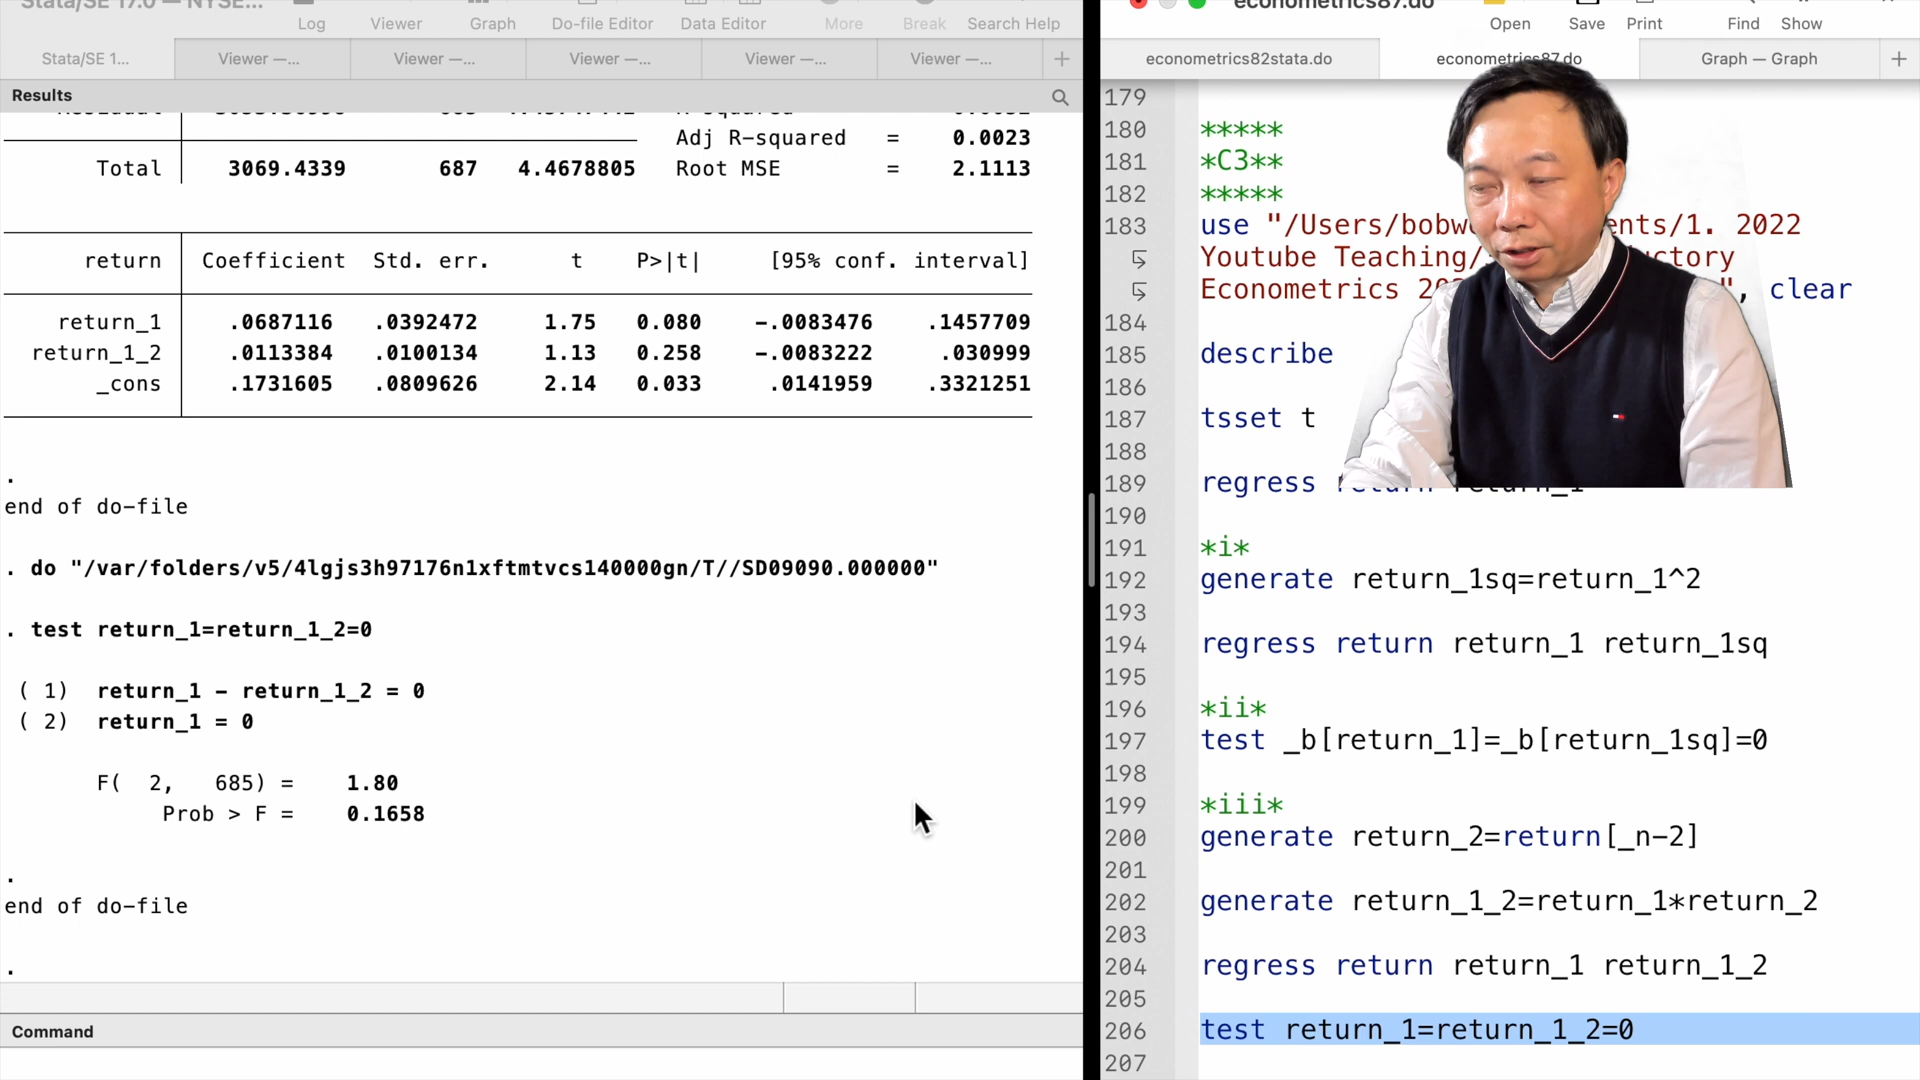 Stata/SE 17.0 — NYSE...
Log Viewer Graph Do-file Editor Data Editor More Break Search Help
Stata/SE 1... Viewer —... Viewer —... Viewer —... Viewer —... Viewer —... +
Results
Adj R-squared = 0.0023
Total 3069.4339 687 4.4678805 Root MSE = 2.1113
return Coefficient Std. err. t P>|t| [95% conf. interval]
return_1 .0687116 .0392472 1.75 0.080 -.0083476 .1457709
return_1_2 .0113384 .0100134 1.13 0.258 -.0083222 .030999
_cons .1731605 .0809626 2.14 0.033 .0141959 .3321251
.
end of do-file
. do "/var/folders/v5/4lgjs3h97176n1xftmtvcs140000gn/T//SD09090.000000"
. test return_1=return_1_2=0
( 1) return_1 - return_1_2 = 0
( 2) return_1 = 0
F( 2, 685) = 1.80
Prob > F = 0.1658
.
end of do-file
.
Command
econometrics87.do
Open Save Print Find Show
econometrics82stata.do econometrics87.do Graph — Graph +
179
180 *****
181 *C3**
182 *****
183 use "/Users/bobw ents/1. 2022
Youtube Teaching/ uctory
Econometrics 20 ", clear
184
185 describe
186
187 tsset t
188
189 regress return return_1
190
191 *i*
192 generate return_1sq=return_1^2
193
194 regress return return_1 return_1sq
195
196 *ii*
197 test _b[return_1]=_b[return_1sq]=0
198
199 *iii*
200 generate return_2=return[_n-2]
201
202 generate return_1_2=return_1*return_2
203
204 regress return return_1 return_1_2
205
206 test return_1=return_1_2=0
207